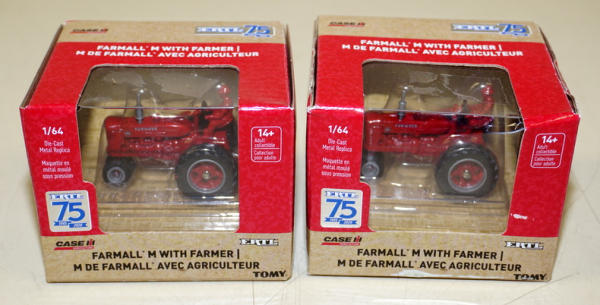 CASE IH
ERTL 75
FARMALL® M WITH FARMER |
M DE FARMALL® AVEC AGRICULTEUR
1/64
Die-Cast
Metal Replica
Maquette en
métal moulé
sous pression
14+
Adult
collectible
Collection
pour adulte
FARMALL
ERTL
75
CASE IH
ERTL
FARMALL® M WITH FARMER |
M DE FARMALL® AVEC AGRICULTEUR
TOMY
CASE IH
ERTL 75
FARMALL® M WITH FARMER |
M DE FARMALL® AVEC AGRICULTEUR
1/64
Die-Cast
Metal Replica
Maquette en
métal moulé
sous pression
14+
Adult
collectible
Collection
pour adulte
FARMALL
ERTL
75
CASE IH
ERTL
FARMALL® M WITH FARMER |
M DE FARMALL® AVEC AGRICULTEUR
TOMY